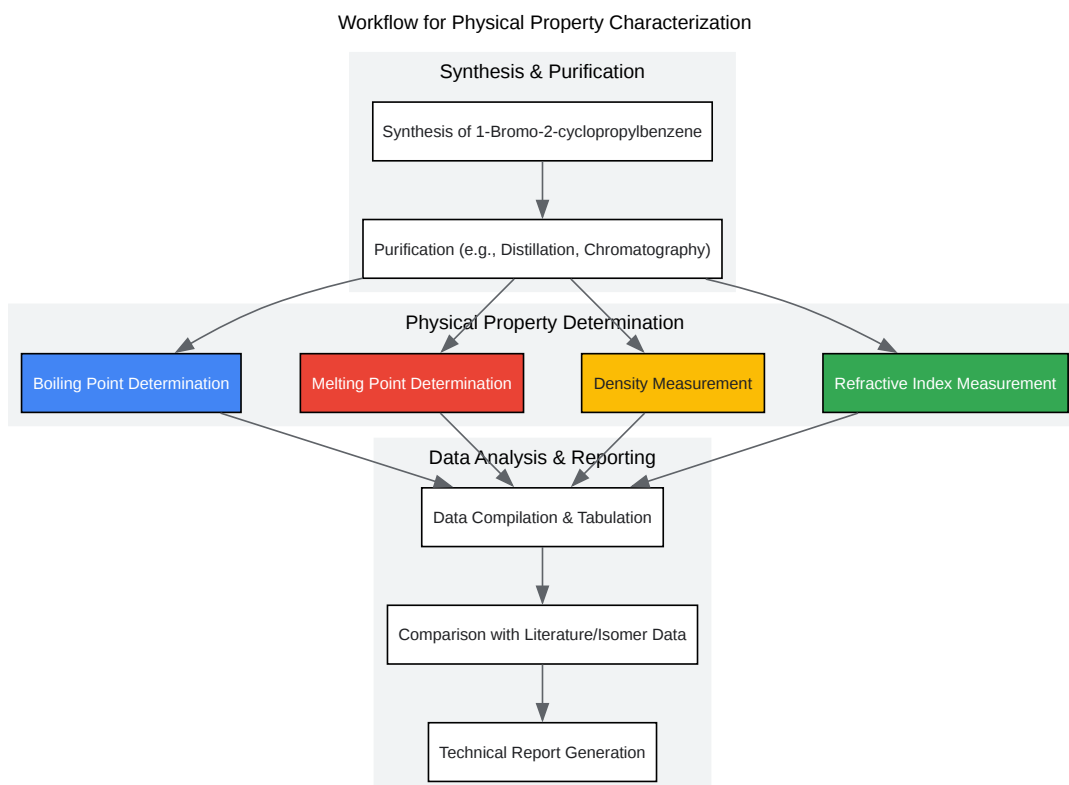 Workflow for Physical Property Characterization
Synthesis & Purification
Synthesis of 1-Bromo-2-cyclopropylbenzene
Purification (e.g., Distillation, Chromatography)
Physical Property Determination
Boiling Point Determination
Melting Point Determination
Density Measurement
Refractive Index Measurement
Data Analysis & Reporting
Data Compilation & Tabulation
Comparison with Literature/Isomer Data
Technical Report Generation